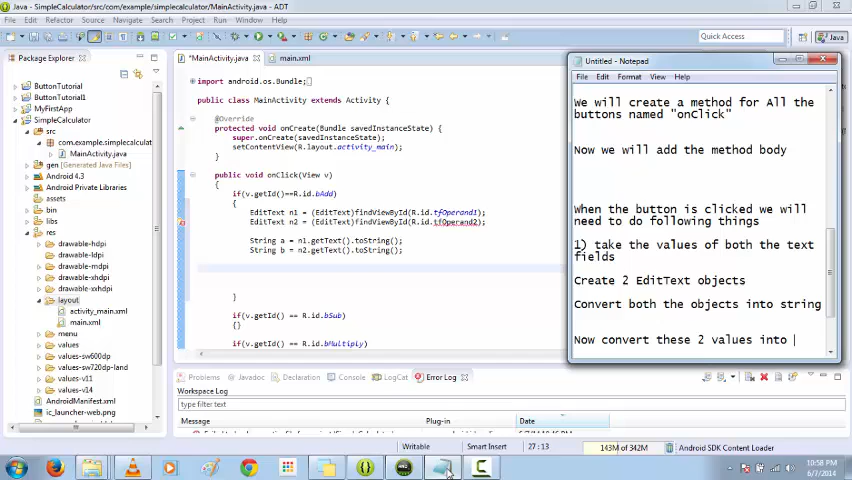 Java - SimpleCalculator/src/com/example/simplecalculator/MainActivity.java - ADT
File Edit Refactor Source Navigate Search Project Run Window Help
Quick Access
Java
Package Explorer
*MainActivity.java
main.xml
Untitled - Notepad
File Edit Format View Help
ButtonTutorial
ButtonTutorial1
MyFirstApp
SimpleCalculator
src
com.example.simplecalculat
MainActivity.java
gen [Generated Java Files]
Android 4.3
Android Private Libraries
assets
bin
libs
res
drawable-hdpi
drawable-ldpi
drawable-mdpi
drawable-xhdpi
drawable-xxhdpi
layout
activity_main.xml
main.xml
menu
values
values-sw600dp
values-sw720dp-land
values-v11
values-v14
AndroidManifest.xml
ic_launcher-web.png
import android.os.Bundle;
public class MainActivity extends Activity {
@Override
protected void onCreate(Bundle savedInstanceState) {
super.onCreate(savedInstanceState);
setContentView(R.layout.activity_main);
}
public void onClick(View v)
if(v.getId()==R.id.bAdd)
{
EditText n1 = (EditText)findViewById(R.id.tfOperand1);
EditText n2 = (EditText)findViewById(R.id.tfOperand2);
String a = n1.getText().toString();
String b = n2.getText().toString();
}
if(v.getId() == R.id.bSub)
{}
if(v.getId() == R.id.bMultiply)
We will create a method for All the
buttons named "onClick"
Now we will add the method body
When the button is clicked we will
need to do following things
1) take the values of both the text
fields
Create 2 EditText objects
Convert both the objects into string
Now convert these 2 values into
Problems
Javadoc
Declaration
Console
LogCat
Error Log
Workspace Log
type filter text
Message Plug-in Date
Writable
Smart Insert
27 : 13
143M of 342M
Android SDK Content Loader
10:58 PM
6/7/2014